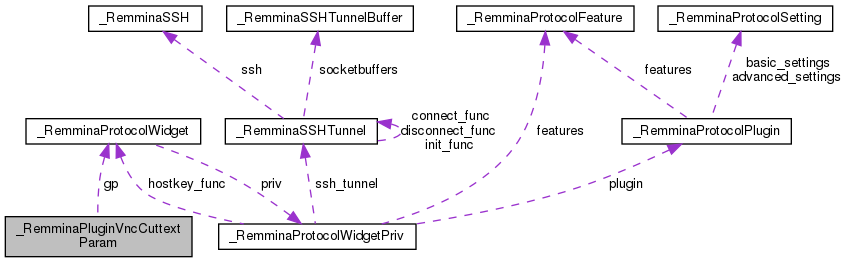 _RemminaSSH
_RemminaSSHTunnelBuffer
_RemminaProtocolFeature
_RemminaProtocolSetting
ssh
socketbuffers
features
basic_settings
advanced_settings
_RemminaProtocolWidget
_RemminaSSHTunnel
connect_func
disconnect_func
init_func
features
_RemminaProtocolPlugin
gp
hostkey_func
priv
ssh_tunnel
plugin
_RemminaPluginVncCuttext
Param
_RemminaProtocolWidgetPriv